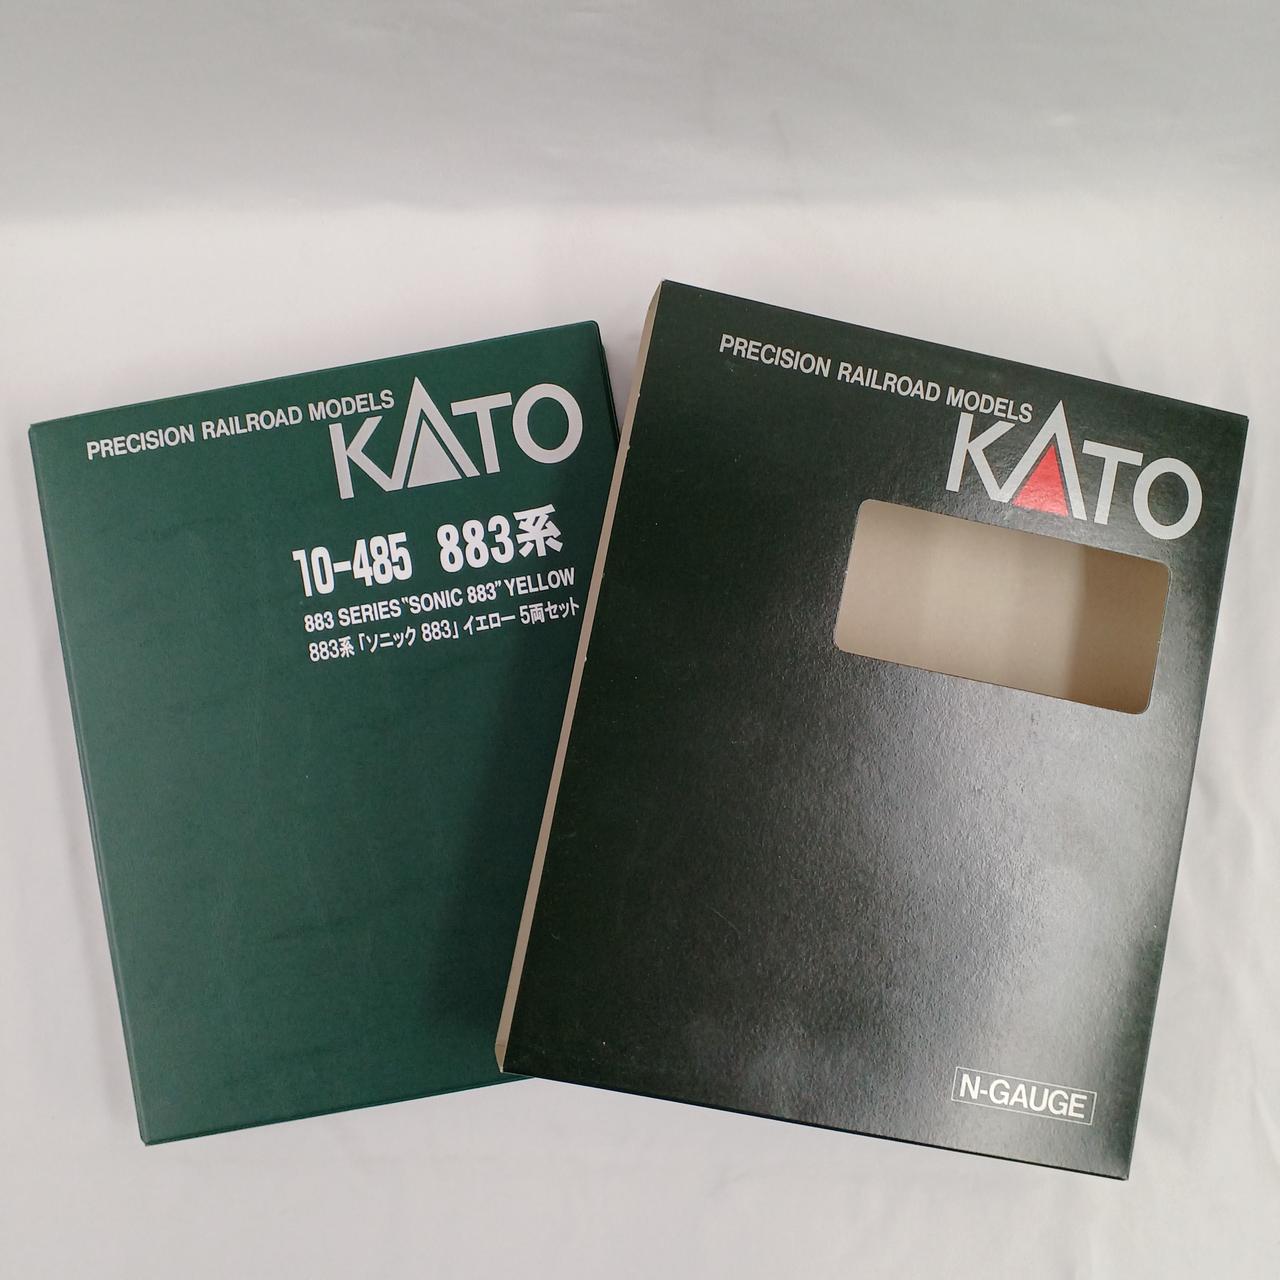 PRECISION RAILROAD MODELS
KATO
10-485 883系
883 SERIES "SONIC 883" YELLOW
883系「ソニック 883」イエロー 5両セット
PRECISION RAILROAD MODELS
KATO
N-GAUGE